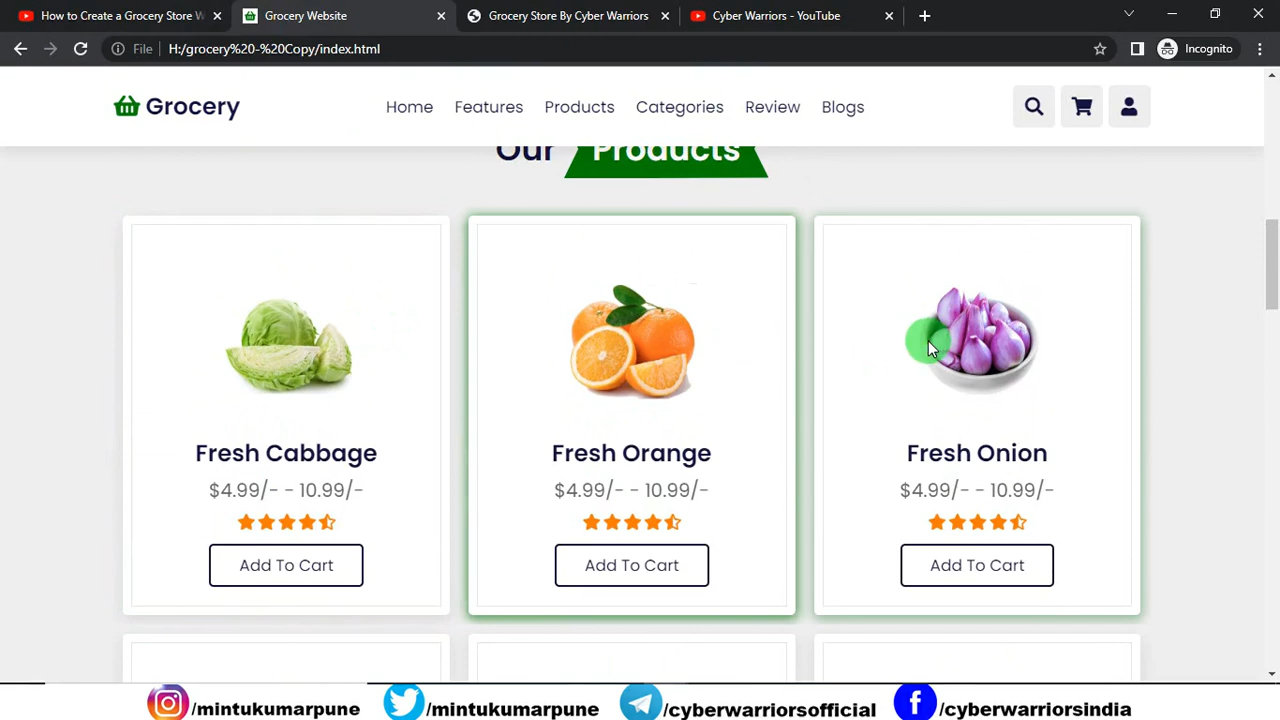 How to Create a Grocery Store W
Grocery Website
Grocery Store By Cyber Warriors
Cyber Warriors - YouTube
File
H:/grocery%20-%20Copy/index.html
Incognito
Grocery
Home Features Products Categories Review Blogs
Our Products
Fresh Cabbage
$4.99/- - 10.99/-
Add To Cart
Fresh Orange
$4.99/- - 10.99/-
Add To Cart
Fresh Onion
$4.99/- - 10.99/-
Add To Cart
/mintukumarpune /mintukumarpune /cyberwarriorsofficial /cyberwarriorsindia